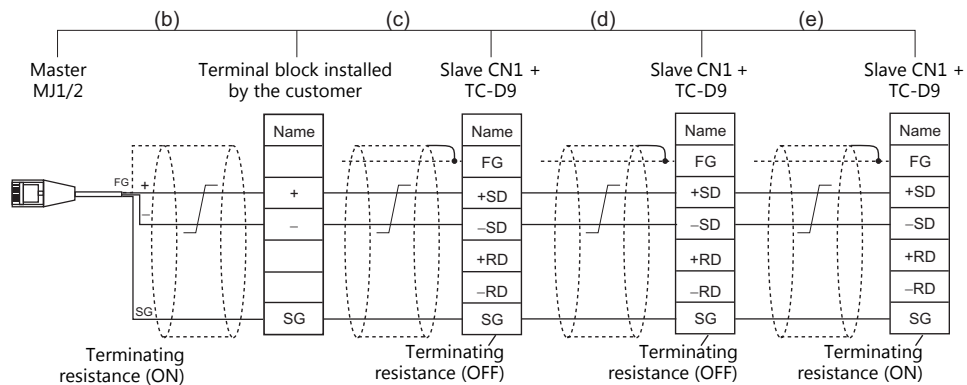 (b)
(c)
(d)
(e)
Master
MJ1/2
Terminal block installed
by the customer
Slave CN1 +
TC-D9
Slave CN1 +
TC-D9
Slave CN1 +
TC-D9
Name
+
–
SG
Name
FG
+SD
–SD
+RD
–RD
SG
Name
FG
+SD
–SD
+RD
–RD
SG
Name
FG
+SD
–SD
+RD
–RD
SG
FG
+
–
SG
Terminating
resistance (ON)
Terminating
resistance (OFF)
Terminating
resistance (OFF)
Terminating
resistance (ON)